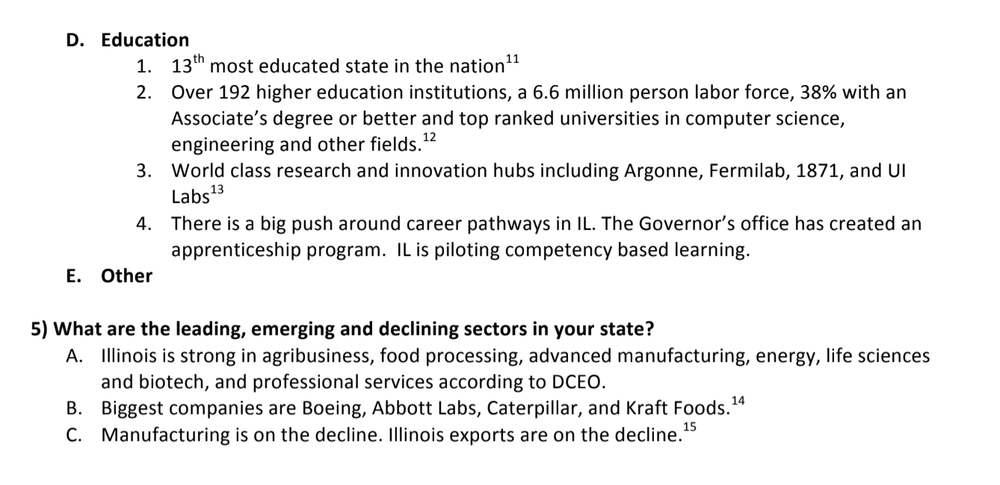 D. Education
1. 13th most educated state in the nation11
2. Over 192 higher education institutions, a 6.6 million person labor force, 38% with an
Associate’s degree or better and top ranked universities in computer science,
engineering and other fields.12
3. World class research and innovation hubs including Argonne, Fermilab, 1871, and UI
Labs13
4. There is a big push around career pathways in IL. The Governor’s office has created an
apprenticeship program.  IL is piloting competency based learning.
E. Other
5) What are the leading, emerging and declining sectors in your state?
A. Illinois is strong in agribusiness, food processing, advanced manufacturing, energy, life sciences
and biotech, and professional services according to DCEO.
B. Biggest companies are Boeing, Abbott Labs, Caterpillar, and Kraft Foods.14
C. Manufacturing is on the decline. Illinois exports are on the decline.15